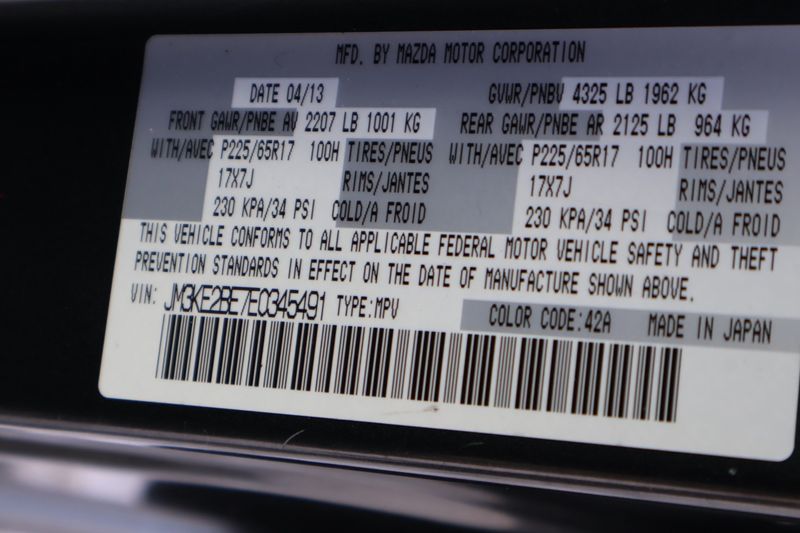 MFD. BY MAZDA MOTOR CORPORATION
DATE 04/13 GVWR/PNBV 4325 LB 1962 KG
FRONT GAWR/PNBE AV 2207 LB 1001 KG REAR GAWR/PNBE AR 2125 LB 964 KG
WITH/AVEC P225/65R17 100H TIRES/PNEUS WITH/AVEC P225/65R17 100H TIRES/PNEUS
17X7J RIMS/JANTES 17X7J RIMS/JANTES
230 KPA/34 PSI COLD/A FROID 230 KPA/34 PSI COLD/A FROID
THIS VEHICLE CONFORMS TO ALL APPLICABLE FEDERAL MOTOR VEHICLE SAFETY AND THEFT
PREVENTION STANDARDS IN EFFECT ON THE DATE OF MANUFACTURE SHOWN ABOVE.
VIN: JM3KE2BE7E0345491 TYPE:MPV COLOR CODE:42A MADE IN JAPAN